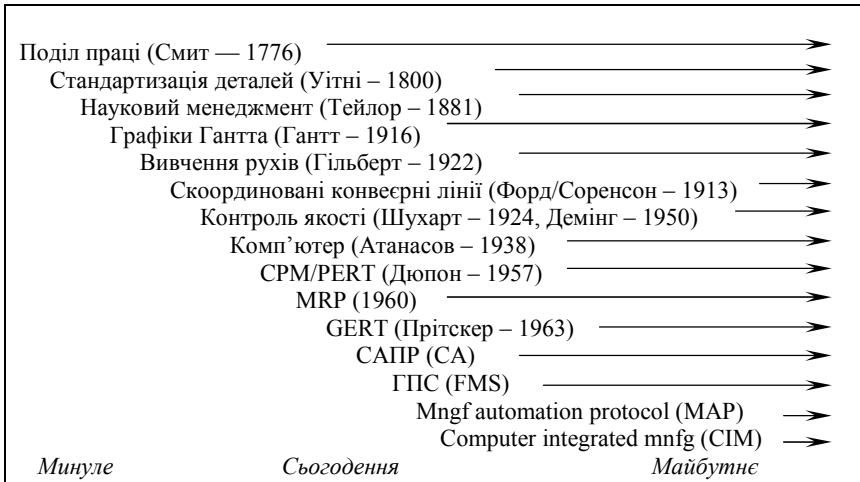 Поділ праці (Смит — 1776)
Стандартизація деталей (Уітні – 1800)
Науковий менеджмент (Тейлор – 1881)
Графіки Гантта (Гантт – 1916)
Вивчення рухів (Гільберт – 1922)
Скоординовані конвеєрні лінії (Форд/Соренсон – 1913)
Контроль якості (Шухарт – 1924, Демінг – 1950)
Комп’ютер (Атанасов – 1938)
CPM/PERT (Дюпон – 1957)
MRP (1960)
GERT (Прітскер – 1963)
САПР (СА)
ГПС (FMS)
Mngf automation protocol (MAP)
Computer integrated mnfg (CIM)
Минуле Сьогодення Майбутнє